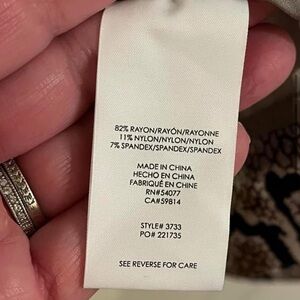 82% RAYON/RAYÓN/RAYONNE
11% NYLON/NYLON/NYLON
7% SPANDEX/SPANDEX/SPANDEX
MADE IN CHINA
HECHO EN CHINA
FABRIQUÉ EN CHINE
RN#54077
CA#59814
STYLE# 3733
PO# 221735
SEE REVERSE FOR CARE